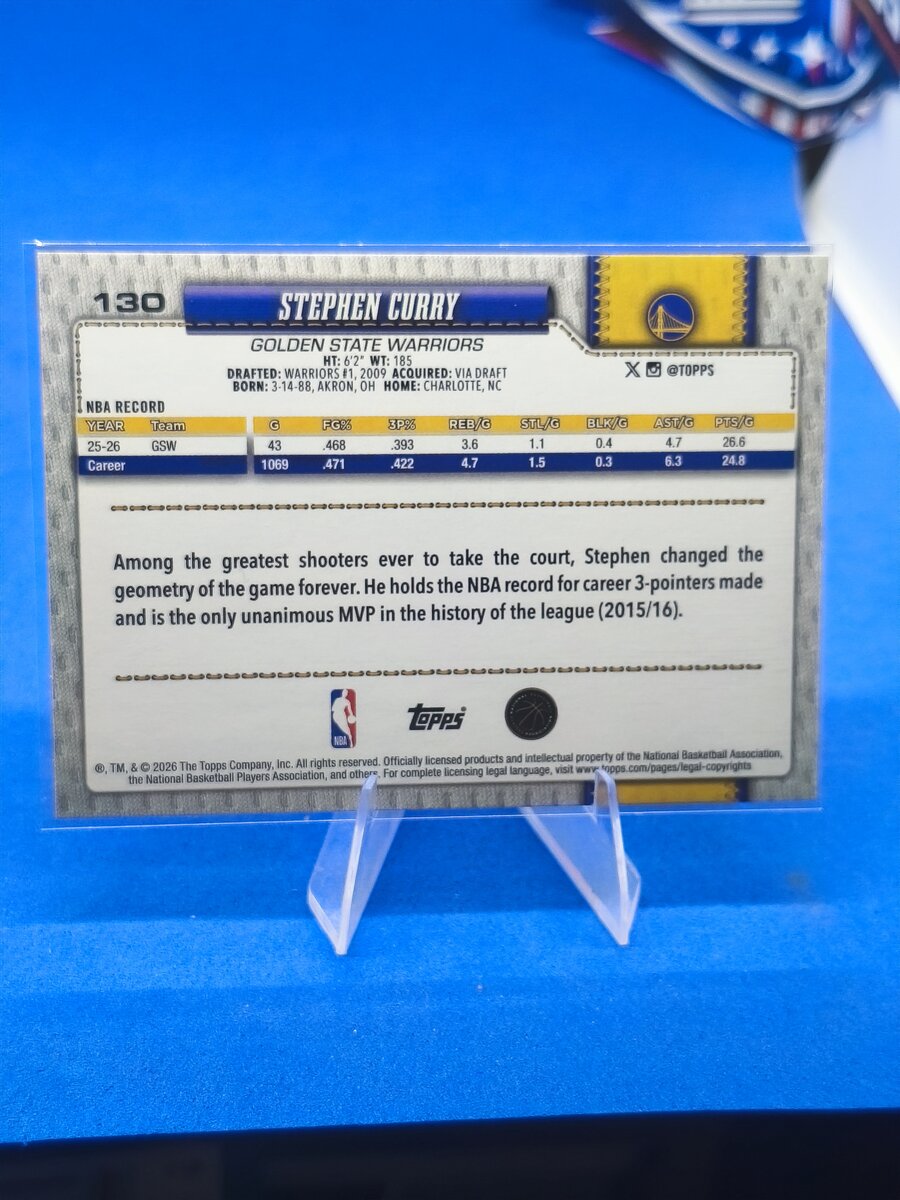 130
STEPHEN CURRY
GOLDEN STATE WARRIORS
HT: 6'2" WT: 185
DRAFTED: WARRIORS #1, 2009 ACQUIRED: VIA DRAFT
BORN: 3-14-88, AKRON, OH HOME: CHARLOTTE, NC
@TOPPS
NBA RECORD
YEAR Team G FG% 3P% REB/G STL/G BLK/G AST/G PTS/G
25-26 GSW 43 .468 .393 3.6 1.1 0.4 4.7 26.6
Career 1069 .471 .422 4.7 1.5 0.3 6.3 24.8
Among the greatest shooters ever to take the court, Stephen changed the
geometry of the game forever. He holds the NBA record for career 3-pointers made
and is the only unanimous MVP in the history of the league (2015/16).
NBA
Topps
®, TM, & © 2026 The Topps Company, Inc. All rights reserved. Officially licensed products and intellectual property of the National Basketball Association,
the National Basketball Players Association, and others. For complete licensing legal language, visit www.topps.com/pages/legal-copyrights